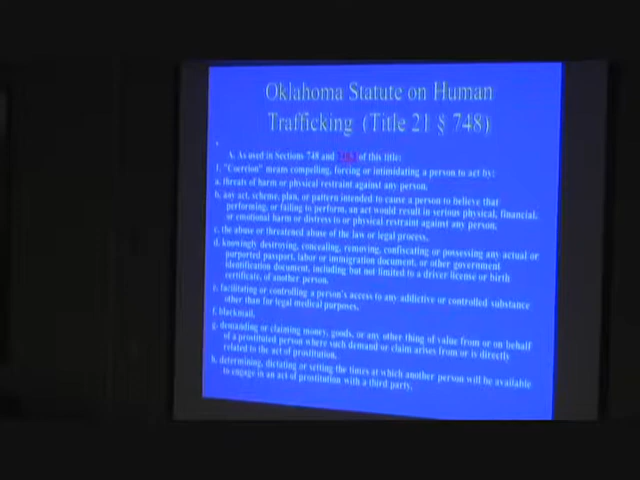 Oklahoma Statute on Human
Trafficking (Title 21 § 748)
A. As used in Sections 748 and of this title:
1. "Coercion" means compelling, forcing or intimidating a person to act by:
a. threats of harm or physical restraint against any person,
b. any act, scheme, plan, or pattern intended to cause a person to believe that
performing, or failing to perform, an act would result in serious physical, financial,
or emotional harm or distress to or physical restraint against any person,
c. the abuse or threatened abuse of the law or legal process,
d. knowingly destroying, concealing, removing, confiscating or possessing any actual or
purported passport, labor or immigration document, or other government
identification document, including but not limited to a driver license or birth
certificate, of another person,
e. facilitating or controlling a person's access to any addictive or controlled substance
other than for legal medical purposes,
f. blackmail,
g. demanding or claiming money, goods, or any other thing of value from or on behalf
of a prostituted person where such demand or claim arises from or is directly
related to the act of prostitution,
h. determining, dictating or setting the times at which another person will be available
to engage in an act of prostitution with a third party,